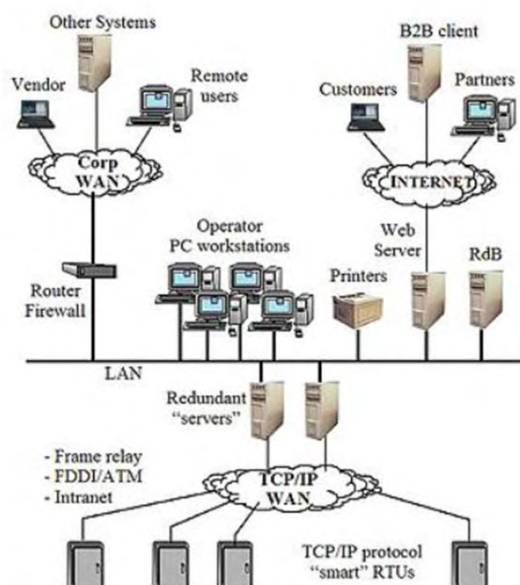 Other Systems
B2B client
Vendor
Remote
users
Customers
Partners
Corp
WAN
INTERNET
Operator
PC workstations
Web
Server
RdB
Printers
Router
Firewall
LAN
Redundant
“servers”
- Frame relay
- FDDI/ATM
- Intranet
TCP/IP
WAN
TCP/IP protocol
“smart” RTUs